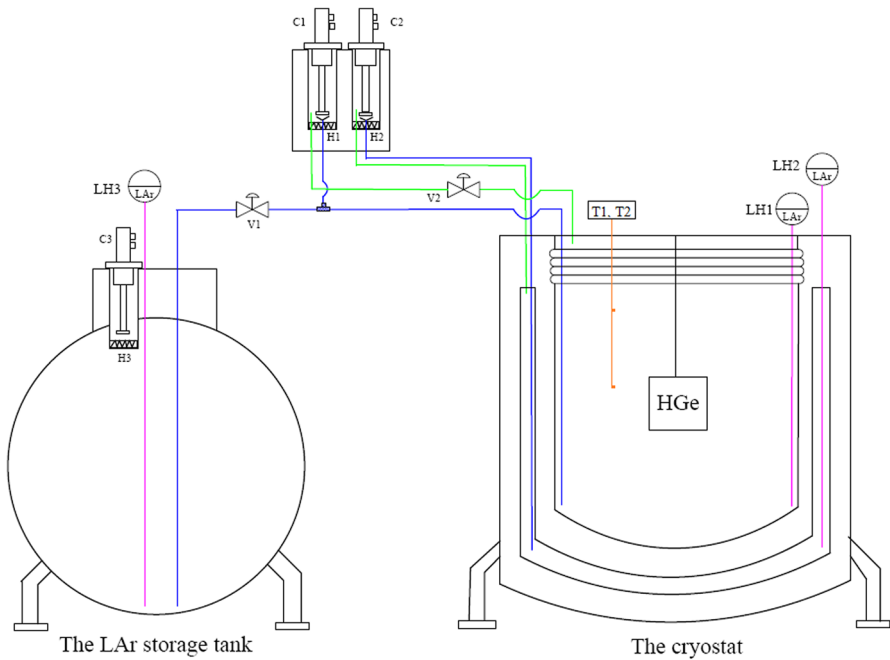 C1
C2
H1
H2
LH3
LAr
V1
V2
T1, T2
LH2
LAr
LH1
LAr
C3
H3
HGe
The LAr storage tank
The cryostat